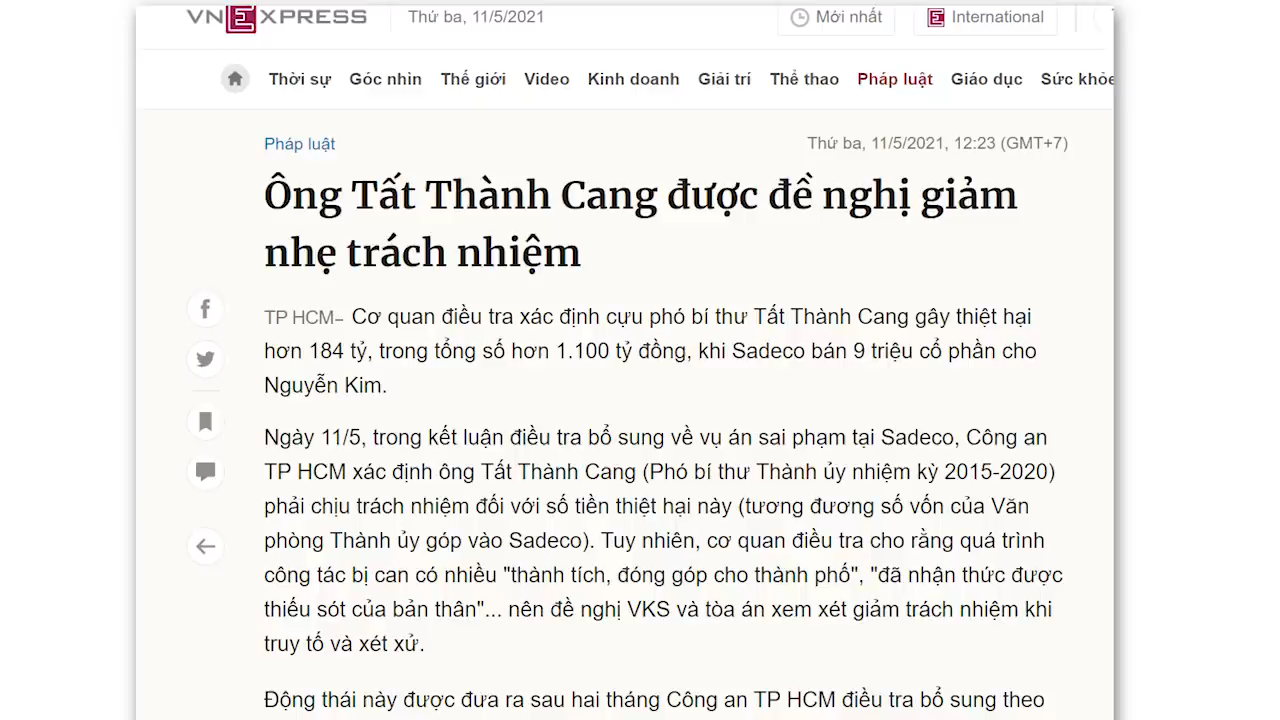 VNEXPRESS
Thứ ba, 11/5/2021
Mới nhất
International
Thời sự Góc nhìn Thế giới Video Kinh doanh Giải trí Thể thao Pháp luật Giáo dục Sức khỏe
Pháp luật
Thứ ba, 11/5/2021, 12:23 (GMT+7)
Ông Tất Thành Cang được đề nghị giảm
nhẹ trách nhiệm
TP HCM– Cơ quan điều tra xác định cựu phó bí thư Tất Thành Cang gây thiệt hại
hơn 184 tỷ, trong tổng số hơn 1.100 tỷ đồng, khi Sadeco bán 9 triệu cổ phần cho
Nguyễn Kim.
Ngày 11/5, trong kết luận điều tra bổ sung về vụ án sai phạm tại Sadeco, Công an
TP HCM xác định ông Tất Thành Cang (Phó bí thư Thành ủy nhiệm kỳ 2015-2020)
phải chịu trách nhiệm đối với số tiền thiệt hại này (tương đương số vốn của Văn
phòng Thành ủy góp vào Sadeco). Tuy nhiên, cơ quan điều tra cho rằng quá trình
công tác bị can có nhiều "thành tích, đóng góp cho thành phố", "đã nhận thức được
thiếu sót của bản thân"... nên đề nghị VKS và tòa án xem xét giảm trách nhiệm khi
truy tố và xét xử.
Động thái này được đưa ra sau hai tháng Công an TP HCM điều tra bổ sung theo